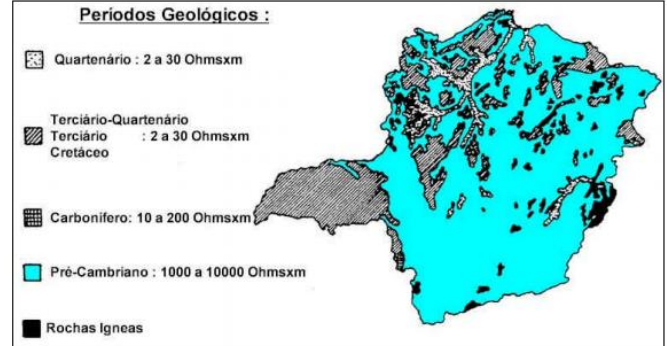 Períodos Geológicos :
Quartenário : 2 a 30 Ohmsxm
Terciário-Quartenário
Terciário : 2 a 30 Ohmsxm
Cretáceo
Carbonífero: 10 a 200 Ohmsxm
Pré-Cambriano : 1000 a 10000 Ohmsxm
Rochas Igneas